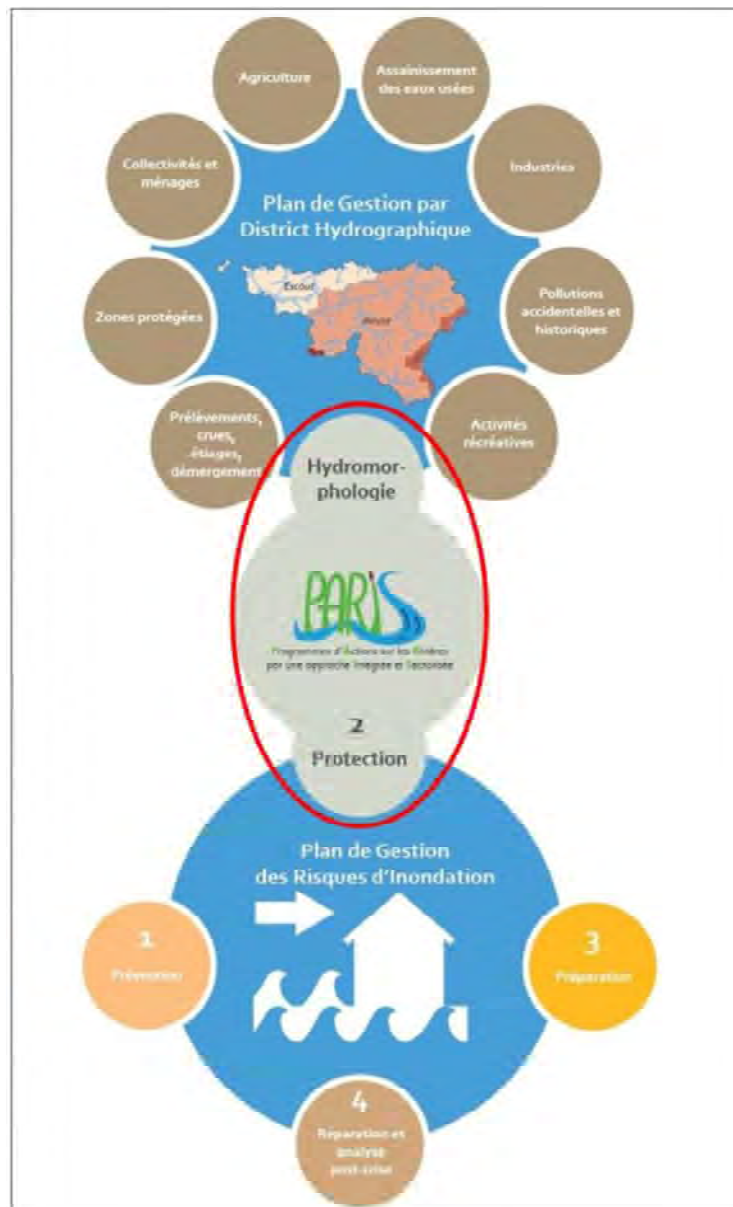 Agriculture
Assainissement
des eaux usées
Collectivités et
ménages
Industries
Plan de Gestion par
District Hydrographique
Escaut
Meuse
Zones protégées
Pollutions
accidentelles et
historiques
Prélèvements,
crues,
étiages,
démergement
Activités
récréatives
Hydromor-
phologie
PARIS
Programmes d'Actions sur les Rivières
par une approche Intégrée et Sectorisée
2
Protection
Plan de Gestion
des Risques d'Inondation
1
Prévention
3
Préparation
4
Réparation et
analyse
post-crise